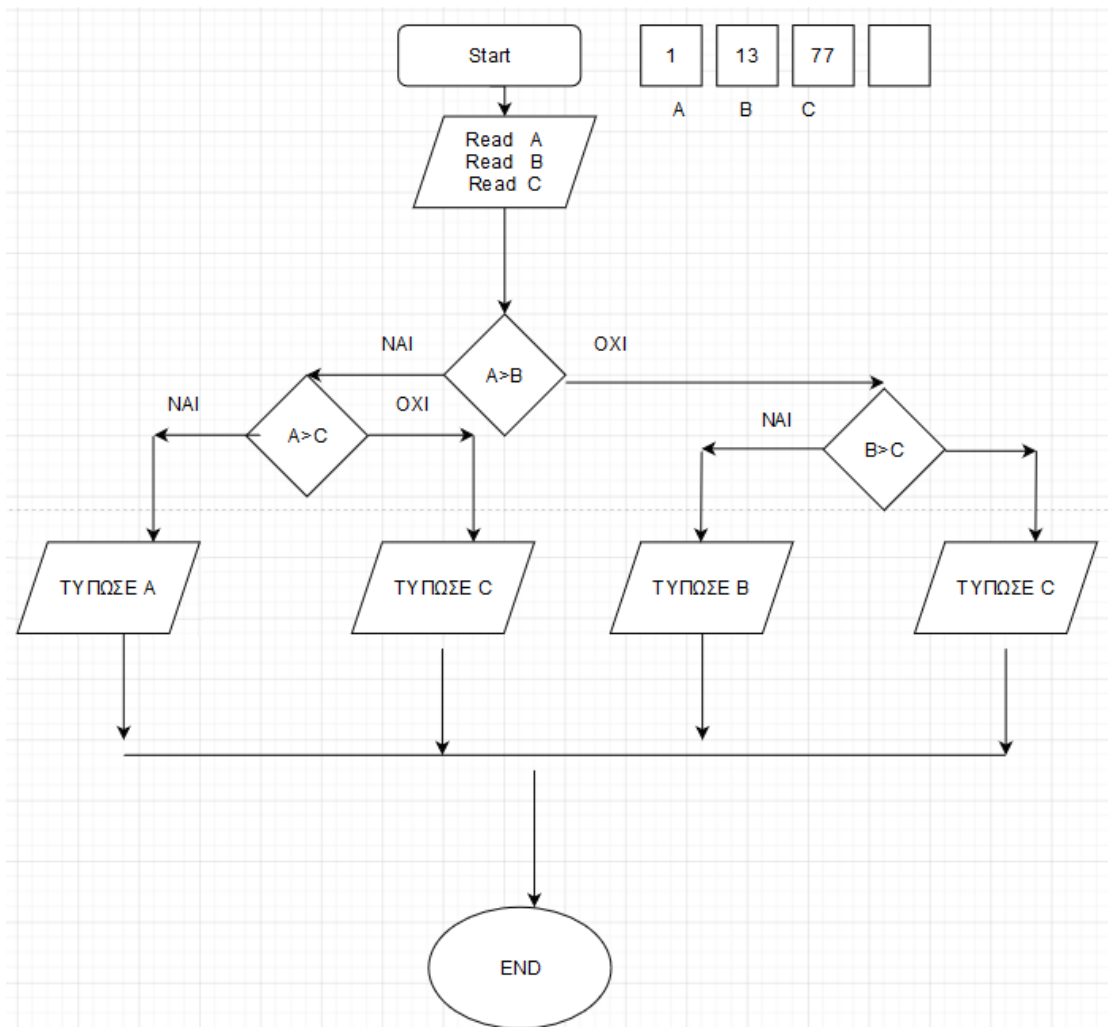 Start
1 13 77
A B C
Read A
Read B
Read C
ΝΑΙ
ΟΧΙ
A>B
ΝΑΙ
ΟΧΙ
A>C
ΝΑΙ
B>C
ΤΥΠΩΣΕ A
ΤΥΠΩΣΕ C
ΤΥΠΩΣΕ B
ΤΥΠΩΣΕ C
END